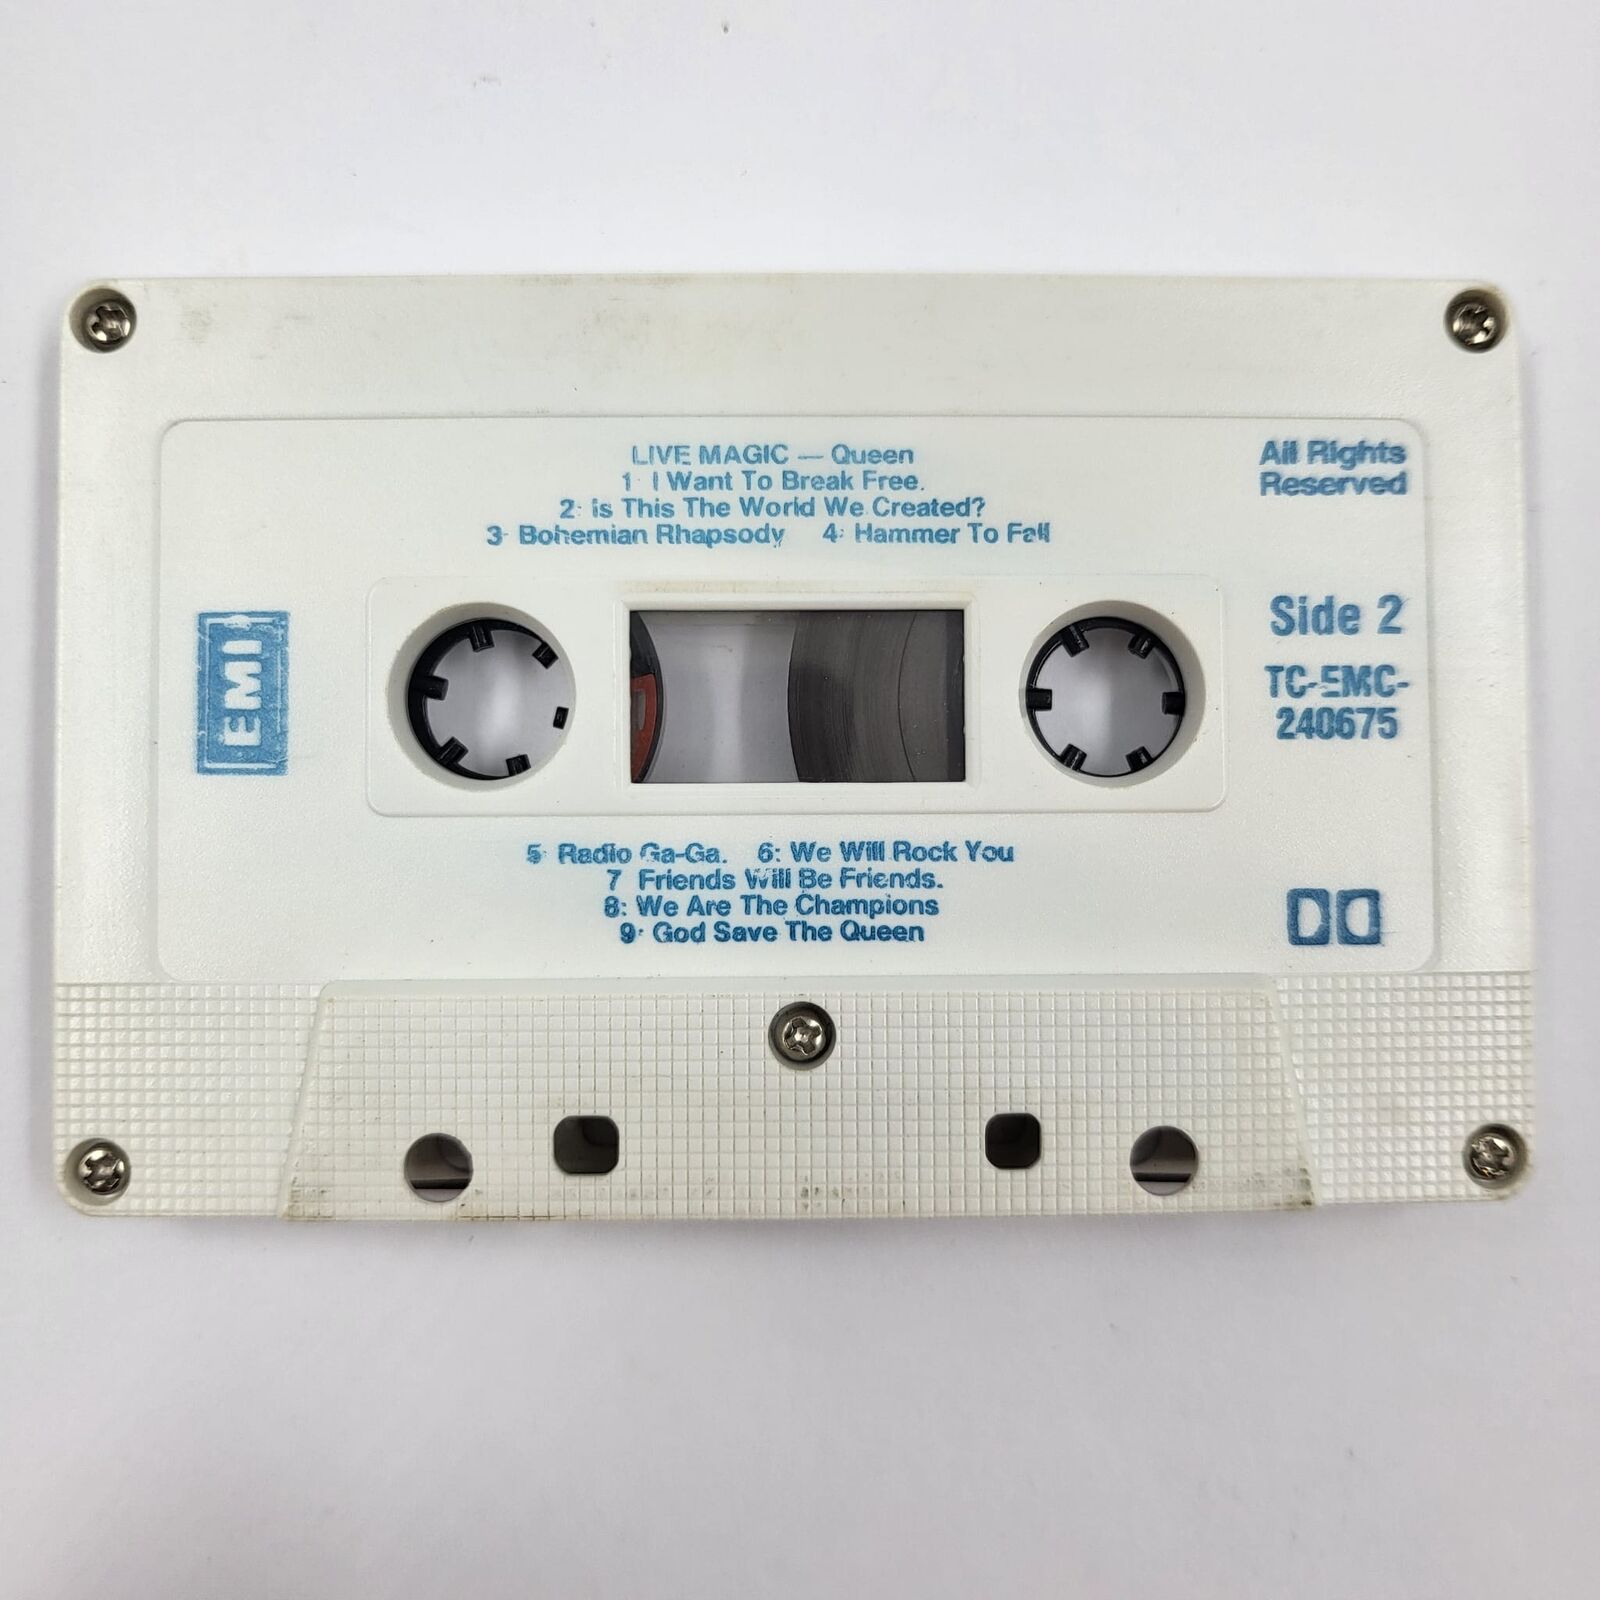 LIVE MAGIC — Queen
1: I Want To Break Free.
2: is This The World We Created?
3: Bohemian Rhapsody 4: Hammer To Fall
All Rights
Reserved
EMI
Side 2
TC-EMC-
240675
5: Radio Ga-Ga. 6: We Will Rock You
7 Friends Will Be Friends.
8: We Are The Champions
9: God Save The Queen